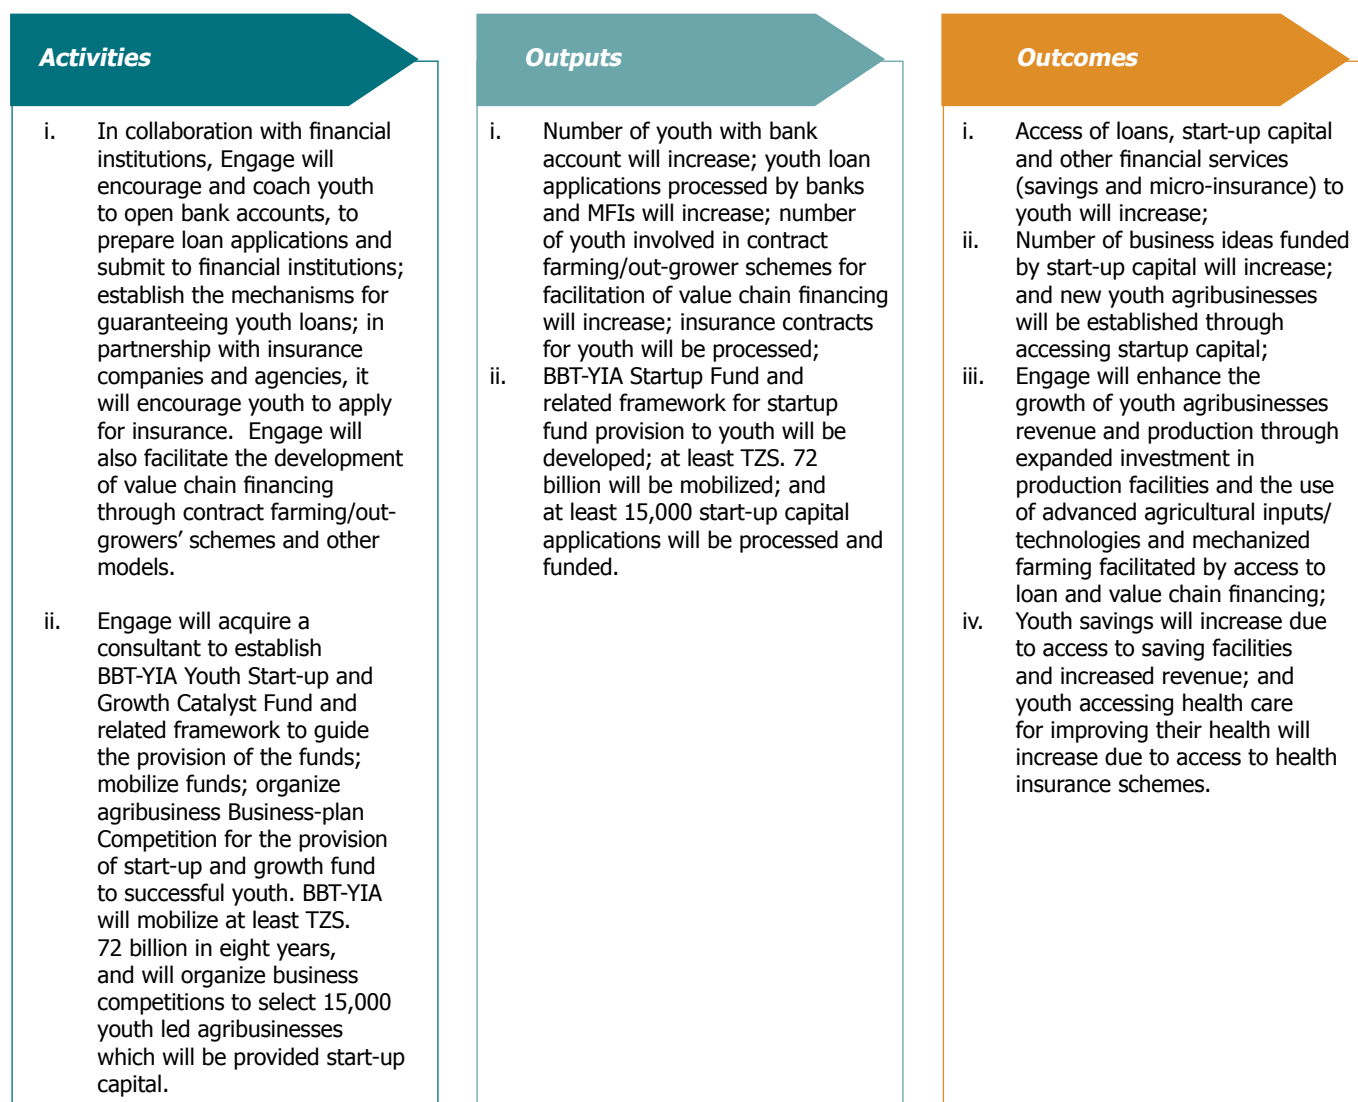 Activities
i. In collaboration with financial
institutions, Engage will
encourage and coach youth
to open bank accounts, to
prepare loan applications and
submit to financial institutions;
establish the mechanisms for
guaranteeing youth loans; in
partnership with insurance
companies and agencies, it
will encourage youth to apply
for insurance.  Engage will
also facilitate the development
of value chain financing
through contract farming/out-
growers’ schemes and other
models.
ii. Engage will acquire a
consultant to establish
BBT-YIA Youth Start-up and
Growth Catalyst Fund and
related framework to guide
the provision of the funds;
mobilize funds; organize
agribusiness Business-plan
Competition for the provision
of start-up and growth fund
to successful youth. BBT-YIA
will mobilize at least TZS.
72 billion in eight years,
and will organize business
competitions to select 15,000
youth led agribusinesses
which will be provided start-up
capital.
Outputs
i. Number of youth with bank
account will increase; youth loan
applications processed by banks
and MFIs will increase; number
of youth involved in contract
farming/out-grower schemes for
facilitation of value chain financing
will increase; insurance contracts
for youth will be processed;
ii. BBT-YIA Startup Fund and
related framework for startup
fund provision to youth will be
developed; at least TZS. 72
billion will be mobilized; and
at least 15,000 start-up capital
applications will be processed and
funded.
Outcomes
i. Access of loans, start-up capital
and other financial services
(savings and micro-insurance) to
youth will increase;
ii. Number of business ideas funded
by start-up capital will increase;
and new youth agribusinesses
will be established through
accessing startup capital;
iii. Engage will enhance the
growth of youth agribusinesses
revenue and production through
expanded investment in
production facilities and the use
of advanced agricultural inputs/
technologies and mechanized
farming facilitated by access to
loan and value chain financing;
iv. Youth savings will increase due
to access to saving facilities
and increased revenue; and
youth accessing health care
for improving their health will
increase due to access to health
insurance schemes.